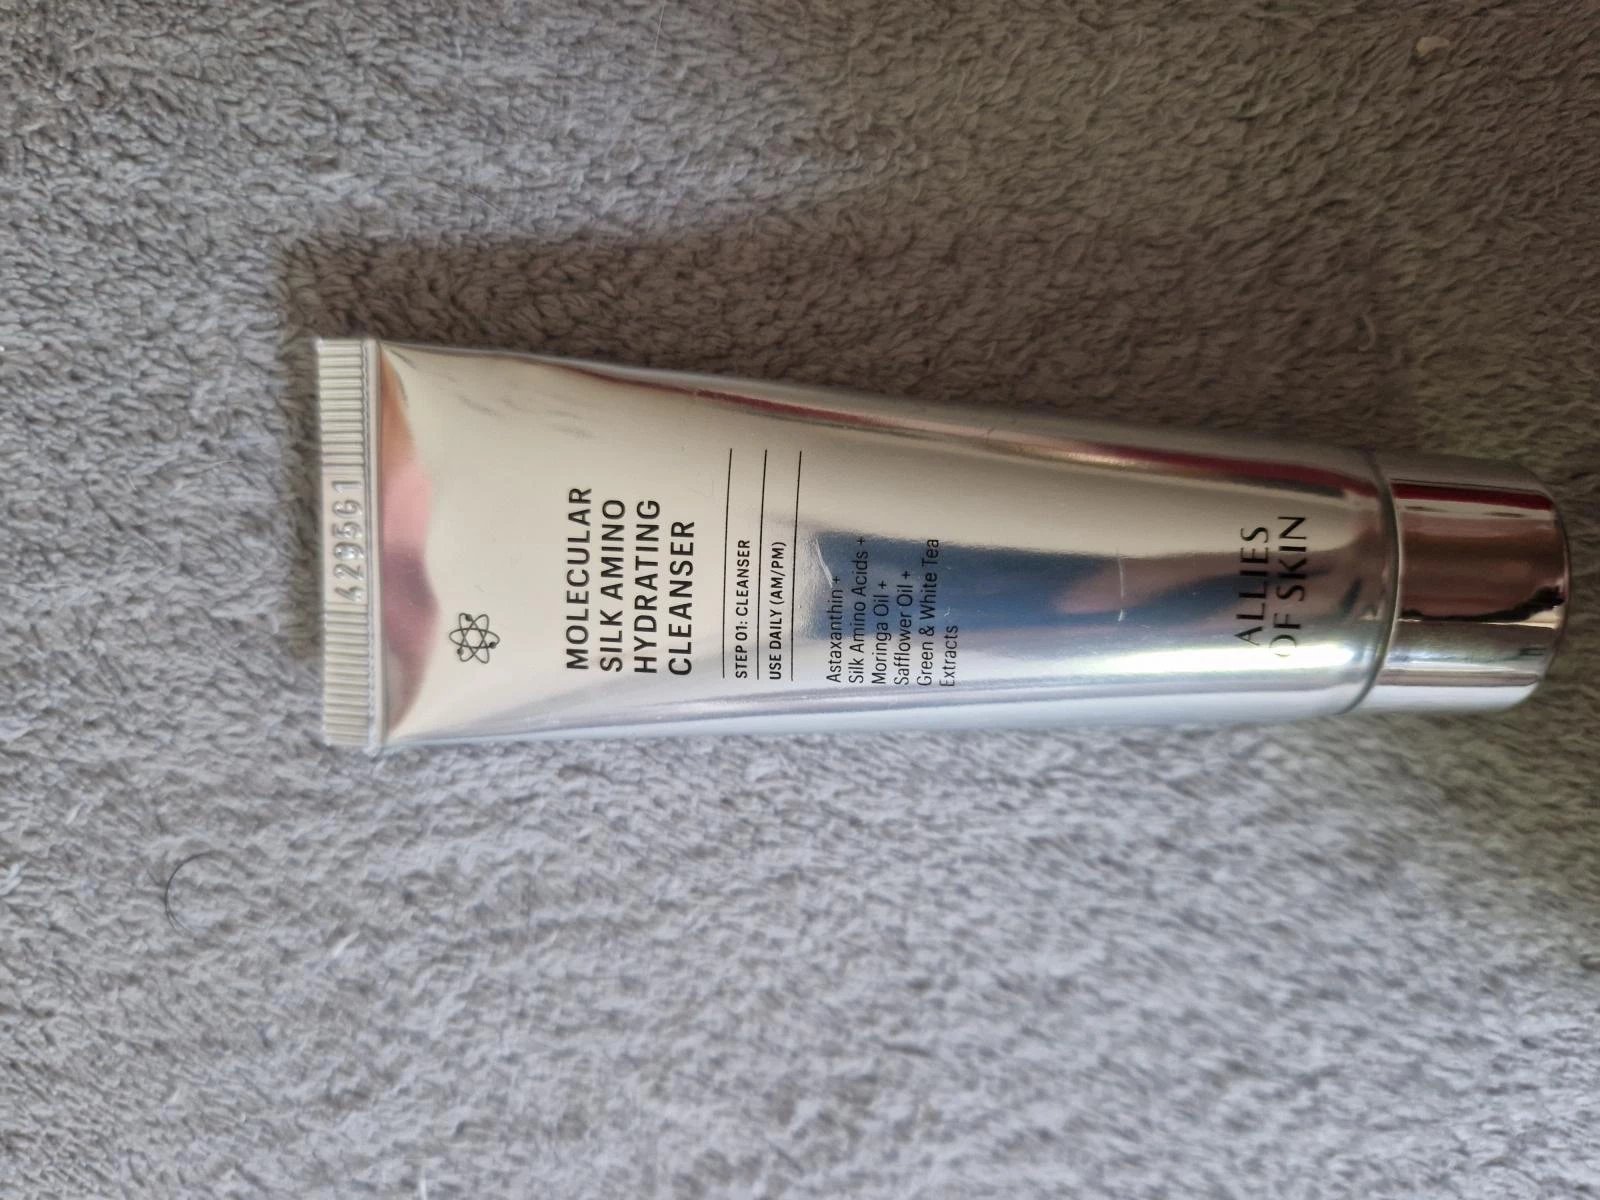 MOLECULAR
SILK AMINO
HYDRATING
CLEANSER
STEP 01: CLEANSER
USE DAILY (AM/PM)
Astaxanthin +
Silk Amino Acids +
Moringa Oil +
Safflower Oil +
Green & White Tea
Extracts
ALLIES
OF SKIN